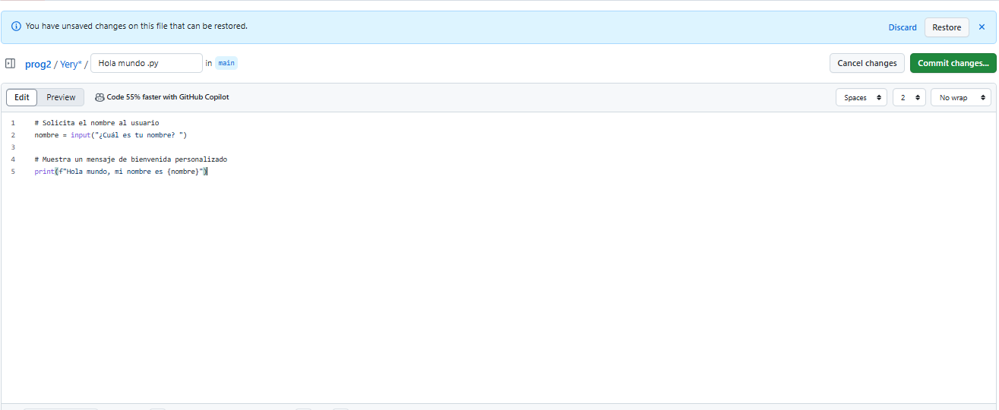 You have unsaved changes on this file that can be restored.
Discard
Restore
prog2 / Yery* / Hola mundo .py in main
Cancel changes
Commit changes...
Edit
Preview
Code 55% faster with GitHub Copilot
Spaces
2
No wrap
1 # Solicita el nombre al usuario
2 nombre = input("¿Cuál es tu nombre? ")
3
4 # Muestra un mensaje de bienvenida personalizado
5 print(f"Hola mundo, mi nombre es {nombre}")